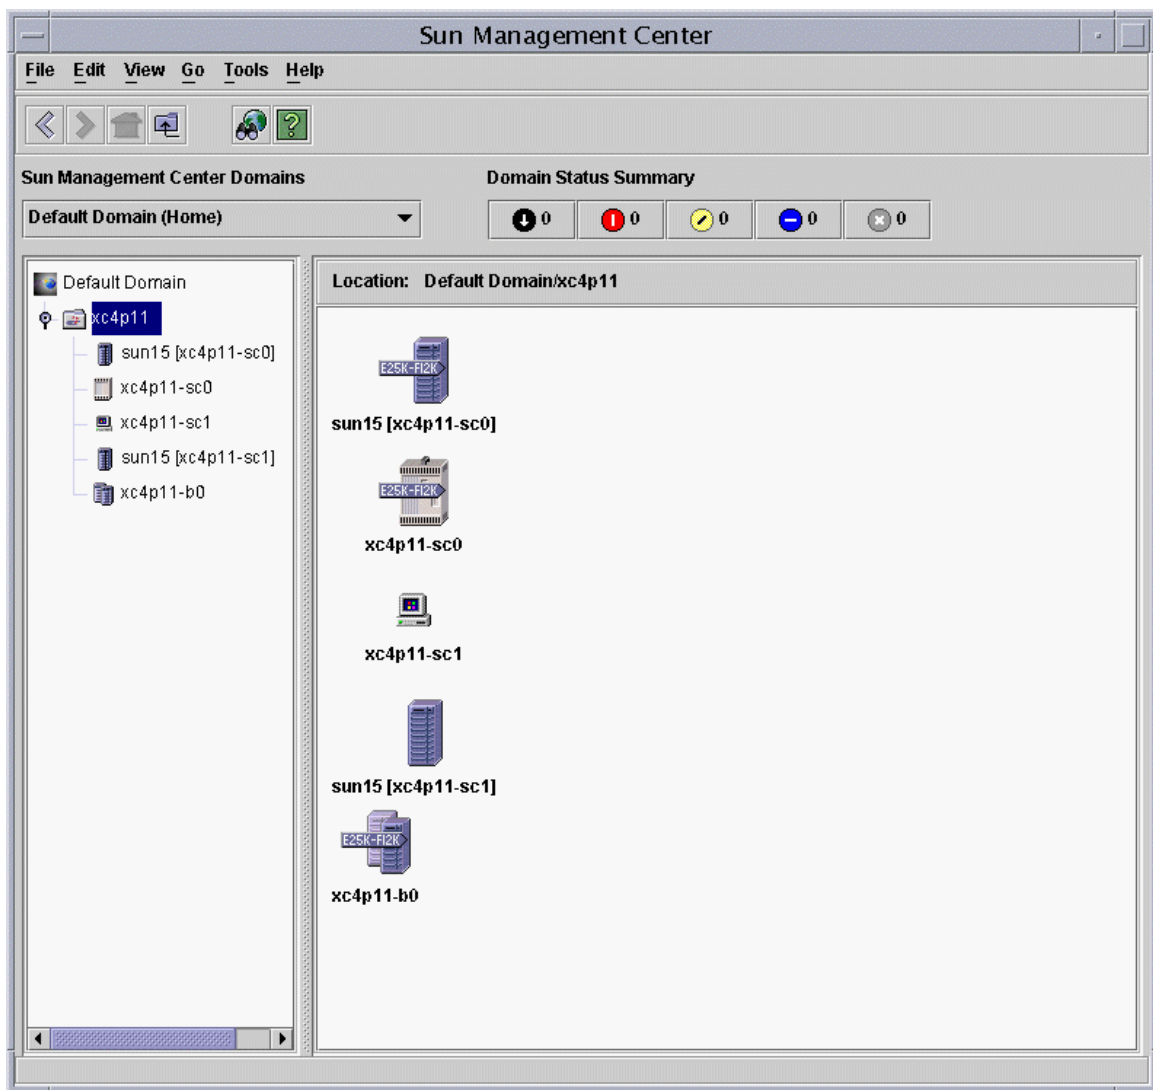 Sun Management Center
File Edit View Go Tools Help
Sun Management Center Domains
Domain Status Summary
Default Domain (Home)
0 0 0 0 0
Default Domain
xc4p11
sun15 [xc4p11-sc0]
xc4p11-sc0
xc4p11-sc1
sun15 [xc4p11-sc1]
xc4p11-b0
Location: Default Domain/xc4p11
E25K-FI2K
sun15 [xc4p11-sc0]
E25K-FI2K
xc4p11-sc0
xc4p11-sc1
sun15 [xc4p11-sc1]
E25K-FI2K
xc4p11-b0